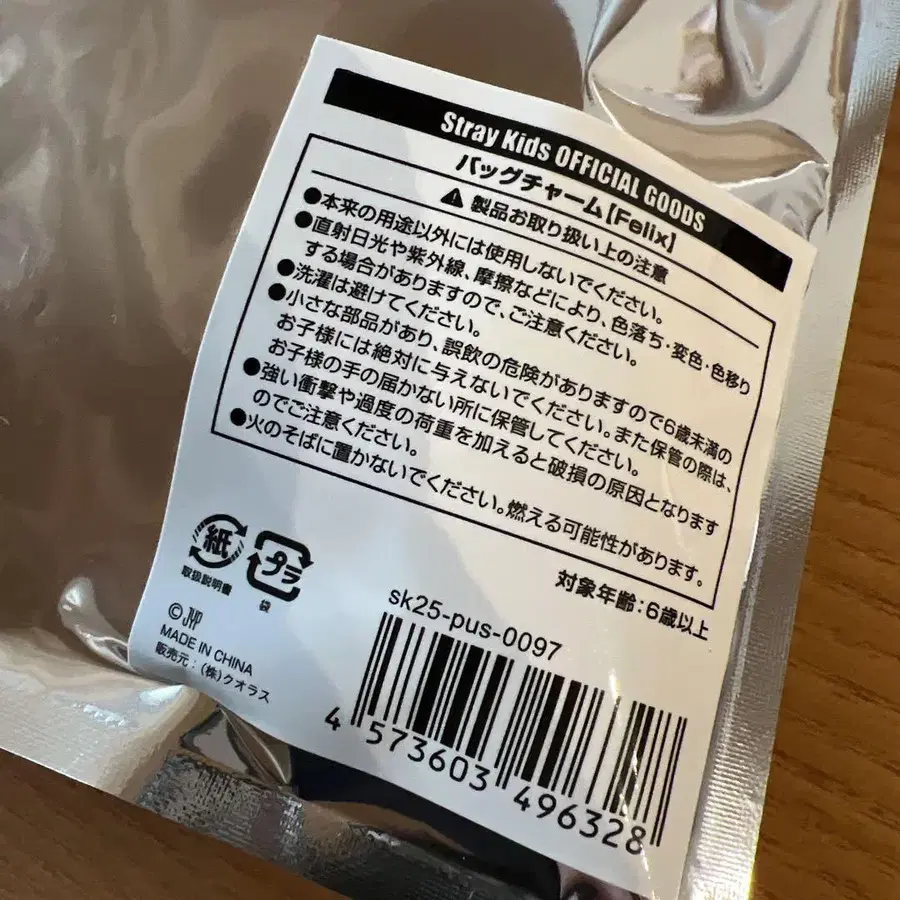 Stray Kids OFFICIAL GOODS
バッグチャーム【Felix】
⚠ 製品お取り扱い上の注意
●本来の用途以外には使用しないでください。
●直射日光や紫外線、摩擦などにより、色落ち・変色・色移り
する場合がありますので、ご注意ください。
●洗濯は避けてください。
●小さな部品があり、誤飲の危険がありますので6歳未満の
お子様には絶対に与えないでください。また保管の際は、
お子様の手の届かない所に保管してください。
●強い衝撃や過度の荷重を加えると破損の原因となります
のでご注意ください。
●火のそばに置かないでください。燃える可能性があります。
対象年齢：6歳以上
紙
取扱説明書
プラ
袋
©JYP
MADE IN CHINA
販売元：(株)クオラス
sk25-pus-0097
4 573603 496328